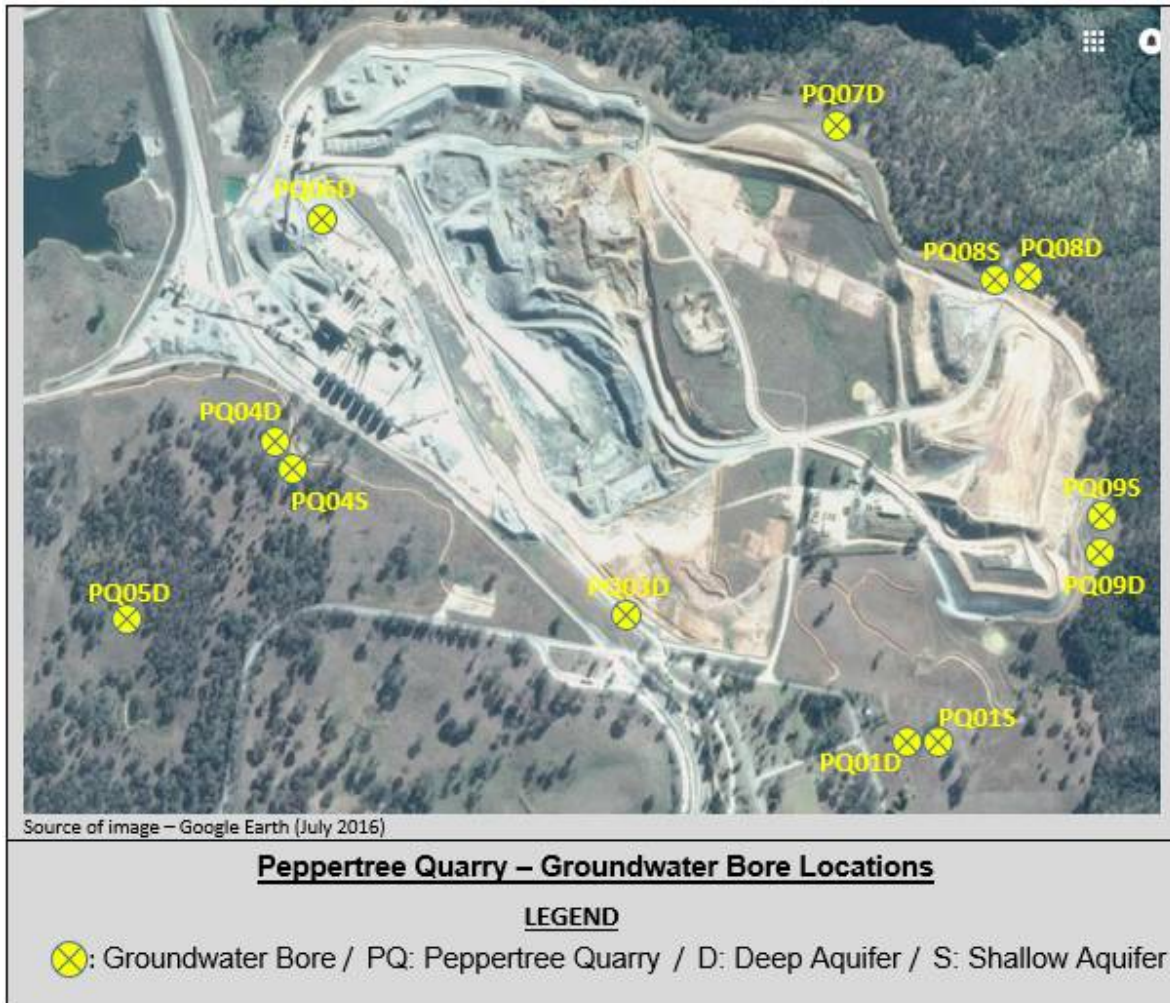 PQ07D
PQ06D
PQ08S
PQ08D
PQ04D
PQ04S
PQ09S
PQ09D
PQ05D
PQ03D
PQ01S
PQ01D
Source of image – Google Earth (July 2016)
Peppertree Quarry – Groundwater Bore Locations
LEGEND
: Groundwater Bore / PQ: Peppertree Quarry / D: Deep Aquifer / S: Shallow Aquifer